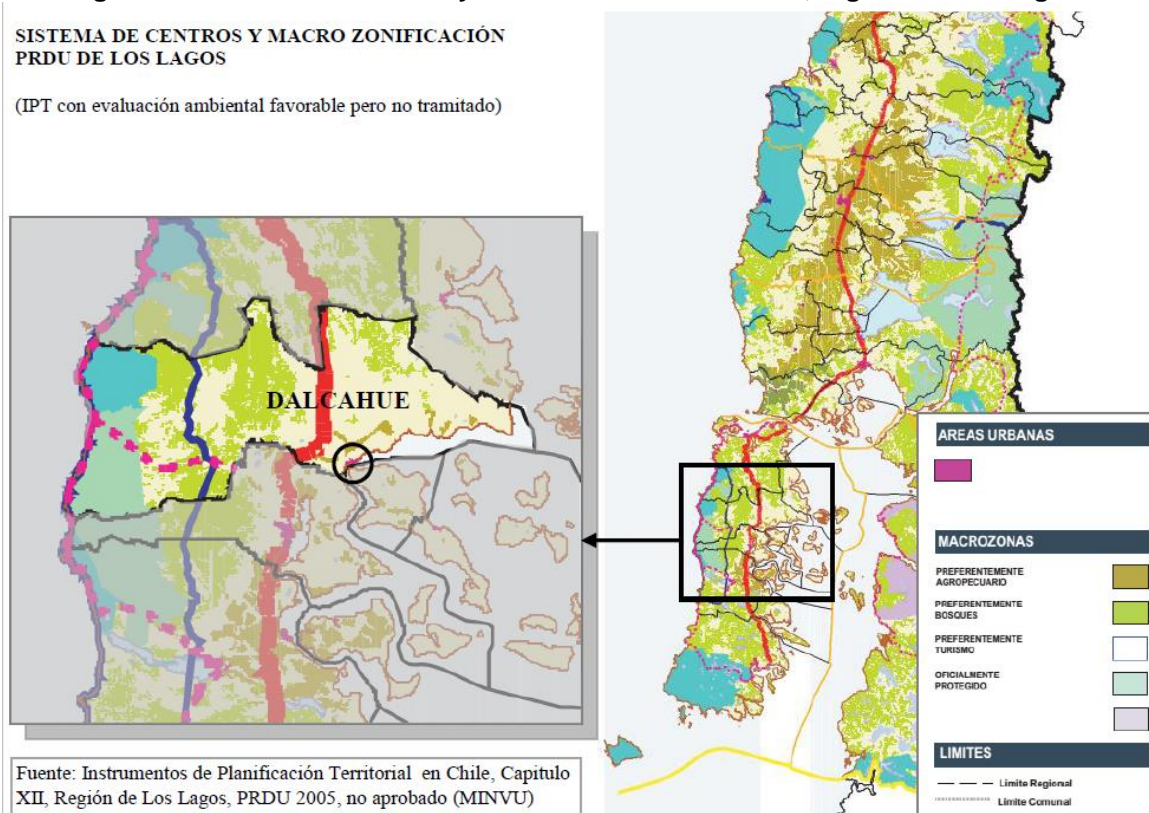 SISTEMA DE CENTROS Y MACRO ZONIFICACIÓN
PRDU DE LOS LAGOS
(IPT con evaluación ambiental favorable pero no tramitado)
DALCAHUE
Fuente: Instrumentos de Planificación Territorial en Chile, Capitulo
XII, Región de Los Lagos, PRDU 2005, no aprobado (MINVU)
AREAS URBANAS
MACROZONAS
PREFERENTEMENTE
AGROPECUARIO
PREFERENTEMENTE
BOSQUES
PREFERENTEMENTE
TURISMO
OFICIALMENTE
PROTEGIDO
LIMITES
Limite Regional
Limite Comunal